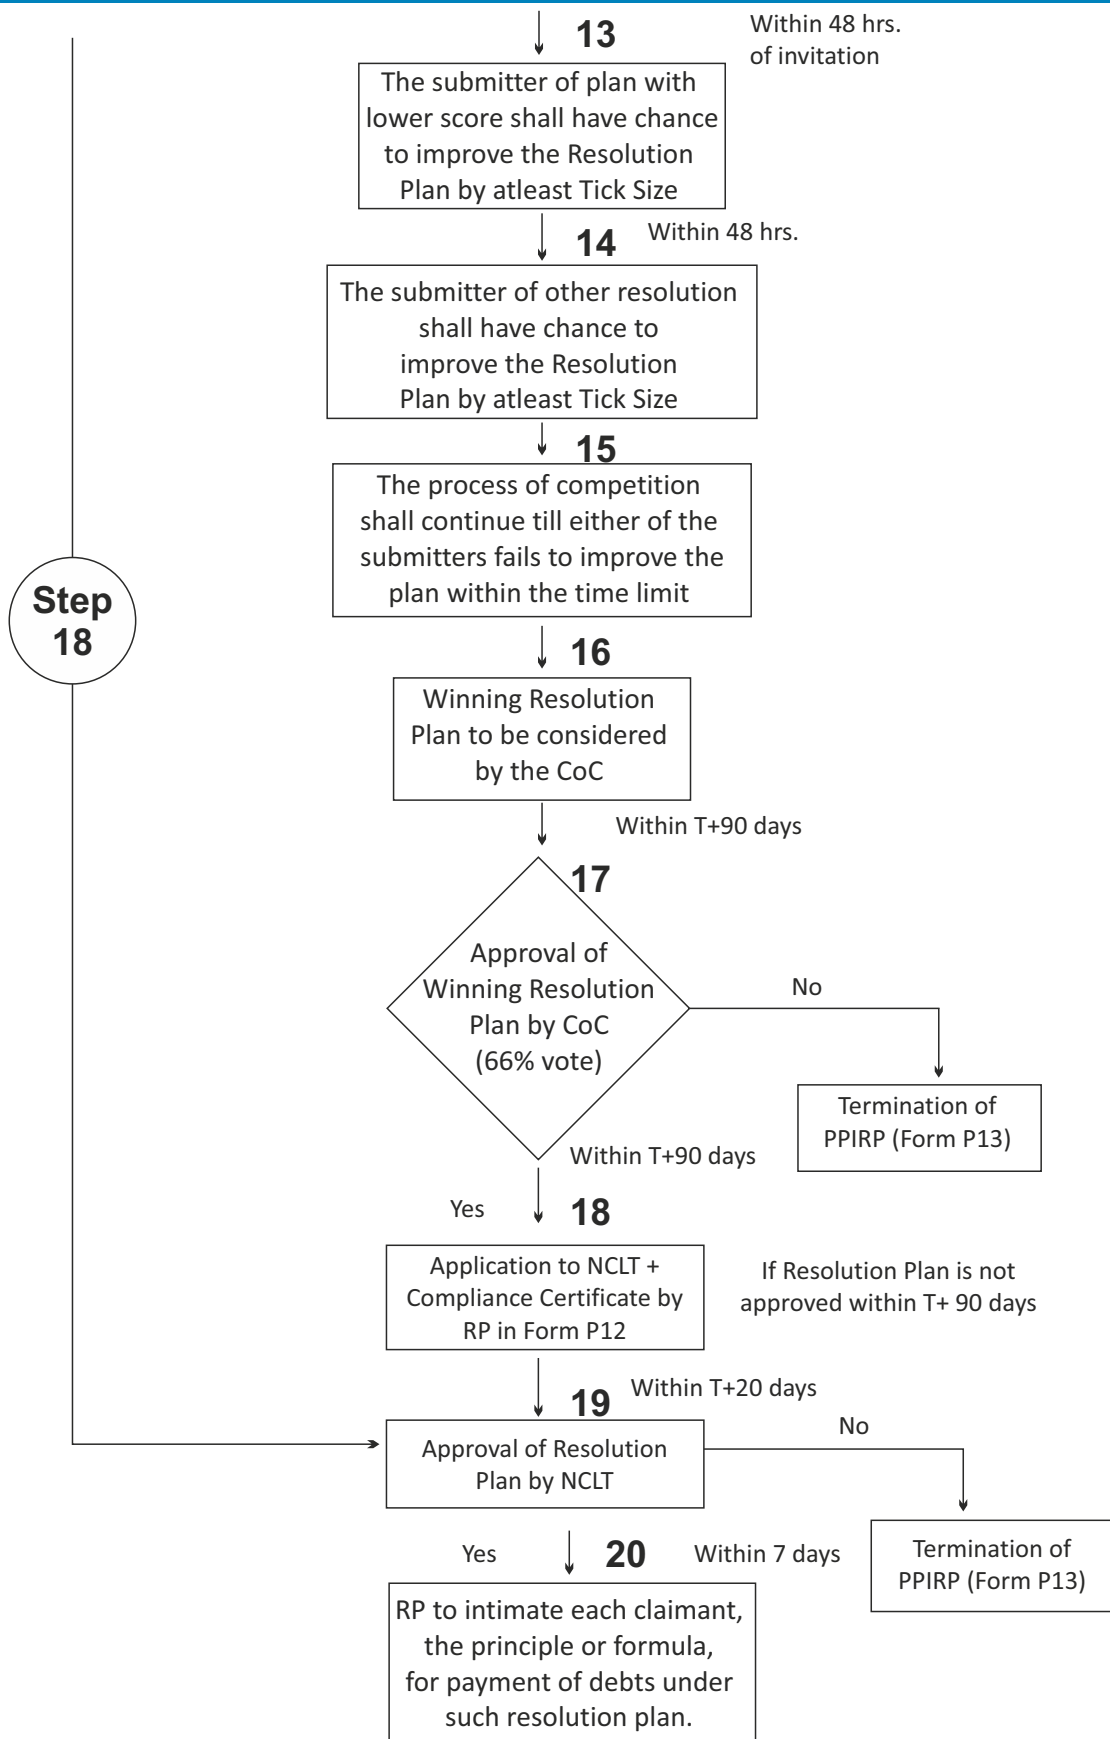 13
Within 48 hrs.
of invitation
The submitter of plan with
lower score shall have chance
to improve the Resolution
Plan by atleast Tick Size
14
Within 48 hrs.
The submitter of other resolution
shall have chance to
improve the Resolution
Plan by atleast Tick Size
15
The process of competition
shall continue till either of the
submitters fails to improve the
plan within the time limit
Step
18
16
Winning Resolution
Plan to be considered
by the CoC
Within T+90 days
17
Approval of
Winning Resolution
Plan by CoC
(66% vote)
No
Termination of
PPIRP (Form P13)
Within T+90 days
Yes
18
Application to NCLT +
Compliance Certificate by
RP in Form P12
If Resolution Plan is not
approved within T+ 90 days
19
Within T+20 days
Approval of Resolution
Plan by NCLT
No
Termination of
PPIRP (Form P13)
Yes
20
Within 7 days
RP to intimate each claimant,
the principle or formula,
for payment of debts under
such resolution plan.